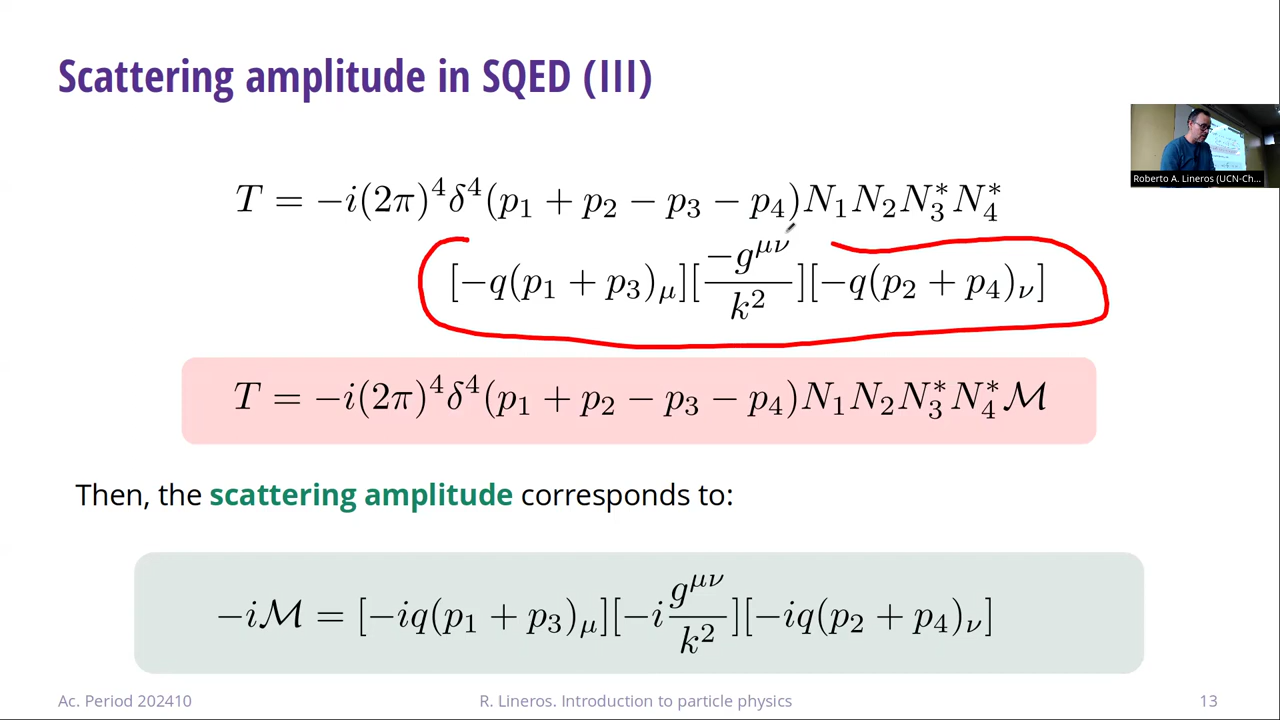 Scattering amplitude in SQED (III)
T = −i(2π)⁴δ⁴(p₁ + p₂ − p₃ − p₄)N₁N₂N₃*N₄*
[−q(p₁ + p₃)_μ][\frac{−g^{μν}}{k²}][−q(p₂ + p₄)_ν]
Roberto A. Lineros (UCN-Ch...
T = −i(2π)⁴δ⁴(p₁ + p₂ − p₃ − p₄)N₁N₂N₃*N₄*ℳ
Then, the scattering amplitude corresponds to:
−iℳ = [−iq(p₁ + p₃)_μ][−i\frac{g^{μν}}{k²}][−iq(p₂ + p₄)_ν]
Ac. Period 202410
R. Lineros. Introduction to particle physics
13